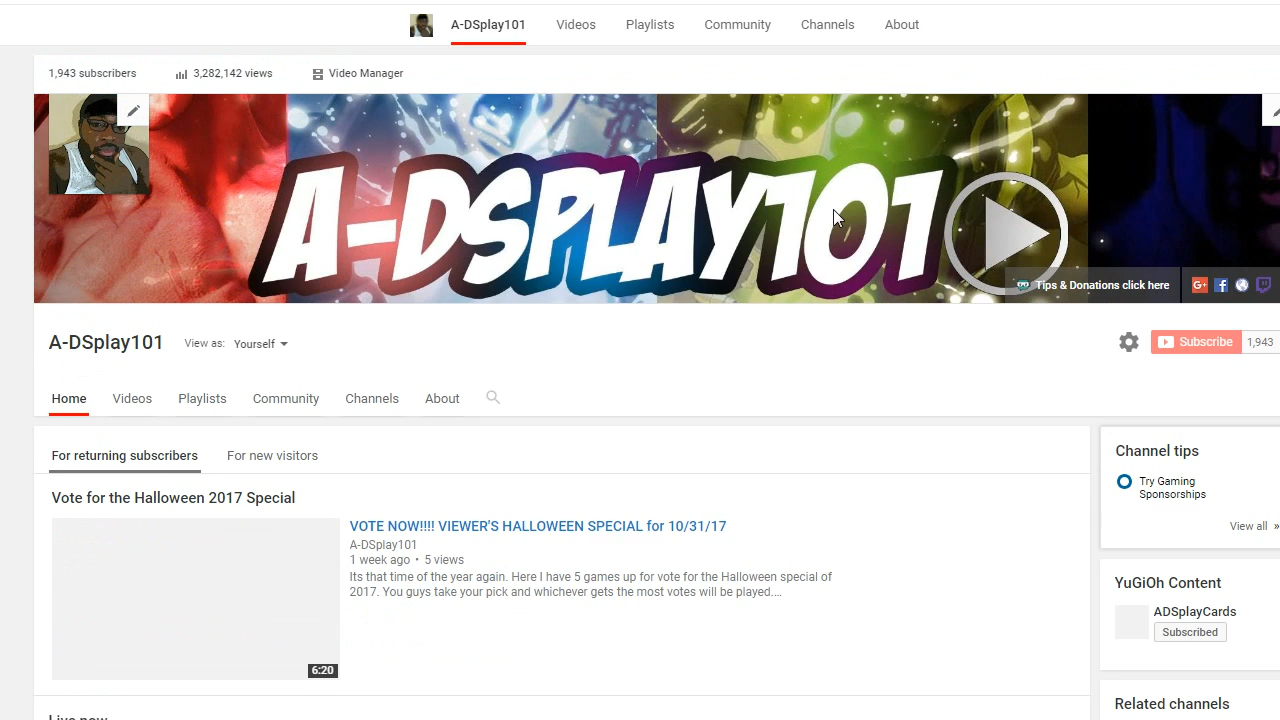 A-DSplay101 Videos Playlists Community Channels About
1,943 subscribers 3,282,142 views Video Manager
A-DSPLAY101
Tips & Donations click here
A-DSplay101 View as: Yourself
Subscribe 1,943
Home Videos Playlists Community Channels About
For returning subscribers For new visitors
Vote for the Halloween 2017 Special
VOTE NOW!!!! VIEWER'S HALLOWEEN SPECIAL for 10/31/17
A-DSplay101
1 week ago • 5 views
Its that time of the year again. Here I have 5 games up for vote for the Halloween special of
2017. You guys take your pick and whichever gets the most votes will be played....
6:20
Live now
Channel tips
Try Gaming
Sponsorships
View all »
YuGiOh Content
ADSplayCards
Subscribed
Related channels